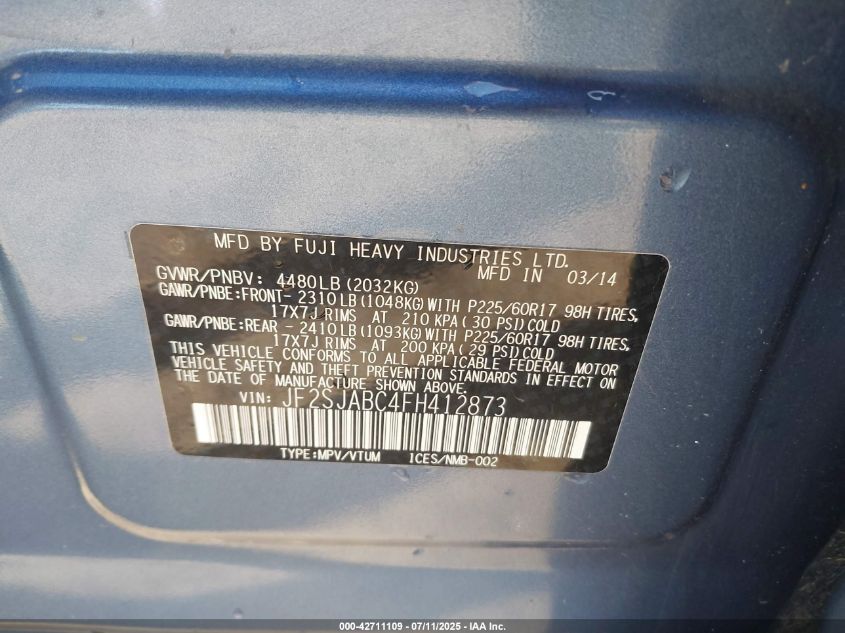 MFD BY FUJI HEAVY INDUSTRIES LTD.
GVWR/PNBV: 4480LB (2032KG) MFD IN 03/14
GAWR/PNBE:FRONT- 2310LB (1048KG) WITH P225/60R17 98H TIRES,
17X7J RIMS AT 210 KPA (30 PSI) COLD
GAWR/PNBE:REAR - 2410LB (1093KG) WITH P225/60R17 98H TIRES,
17X7J RIMS AT 200 KPA (29 PSI) COLD
THIS VEHICLE CONFORMS TO ALL APPLICABLE FEDERAL MOTOR
VEHICLE SAFETY AND THEFT PREVENTION STANDARDS IN EFFECT ON
THE DATE OF MANUFACTURE SHOWN ABOVE.
VIN: JF2SJABC4FH412873
TYPE:MPV/VTUM ICES/NMB-002
000-42711109 - 07/11/2025 - IAA Inc.